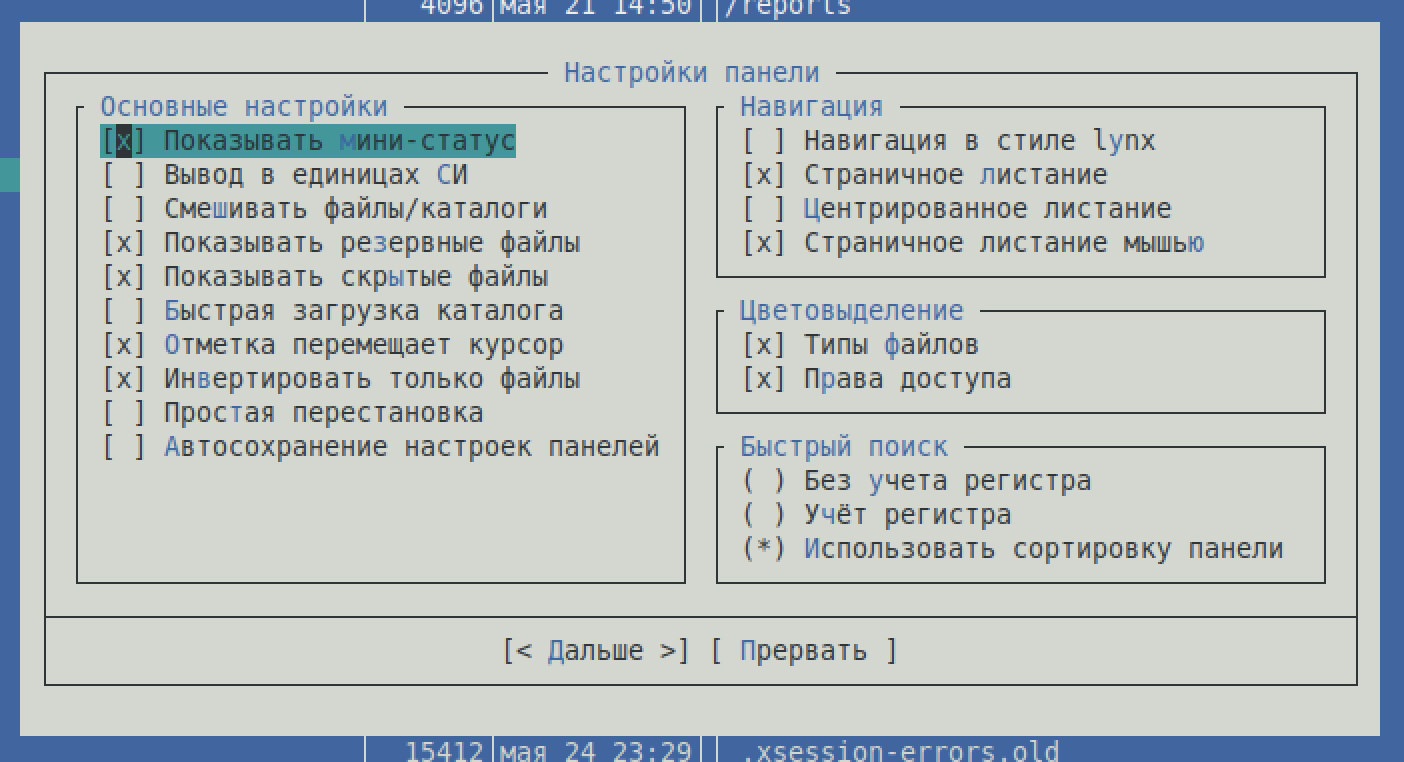 4096 мая 21 14:50 /reports
Настройки панели
Основные настройки
[x] Показывать мини-статус
[ ] Вывод в единицах СИ
[ ] Смешивать файлы/каталоги
[x] Показывать резервные файлы
[x] Показывать скрытые файлы
[ ] Быстрая загрузка каталога
[x] Отметка перемещает курсор
[x] Инвертировать только файлы
[ ] Простая перестановка
[ ] Автосохранение настроек панелей
Навигация
[ ] Навигация в стиле lynx
[x] Страничное листание
[ ] Центрированное листание
[x] Страничное листание мышью
Цветовыделение
[x] Типы файлов
[x] Права доступа
Быстрый поиск
( ) Без учета регистра
( ) Учёт регистра
(*) Использовать сортировку панели
[< Дальше >] [ Прервать ]
15412 мая 24 23:29 .xsession-errors.old